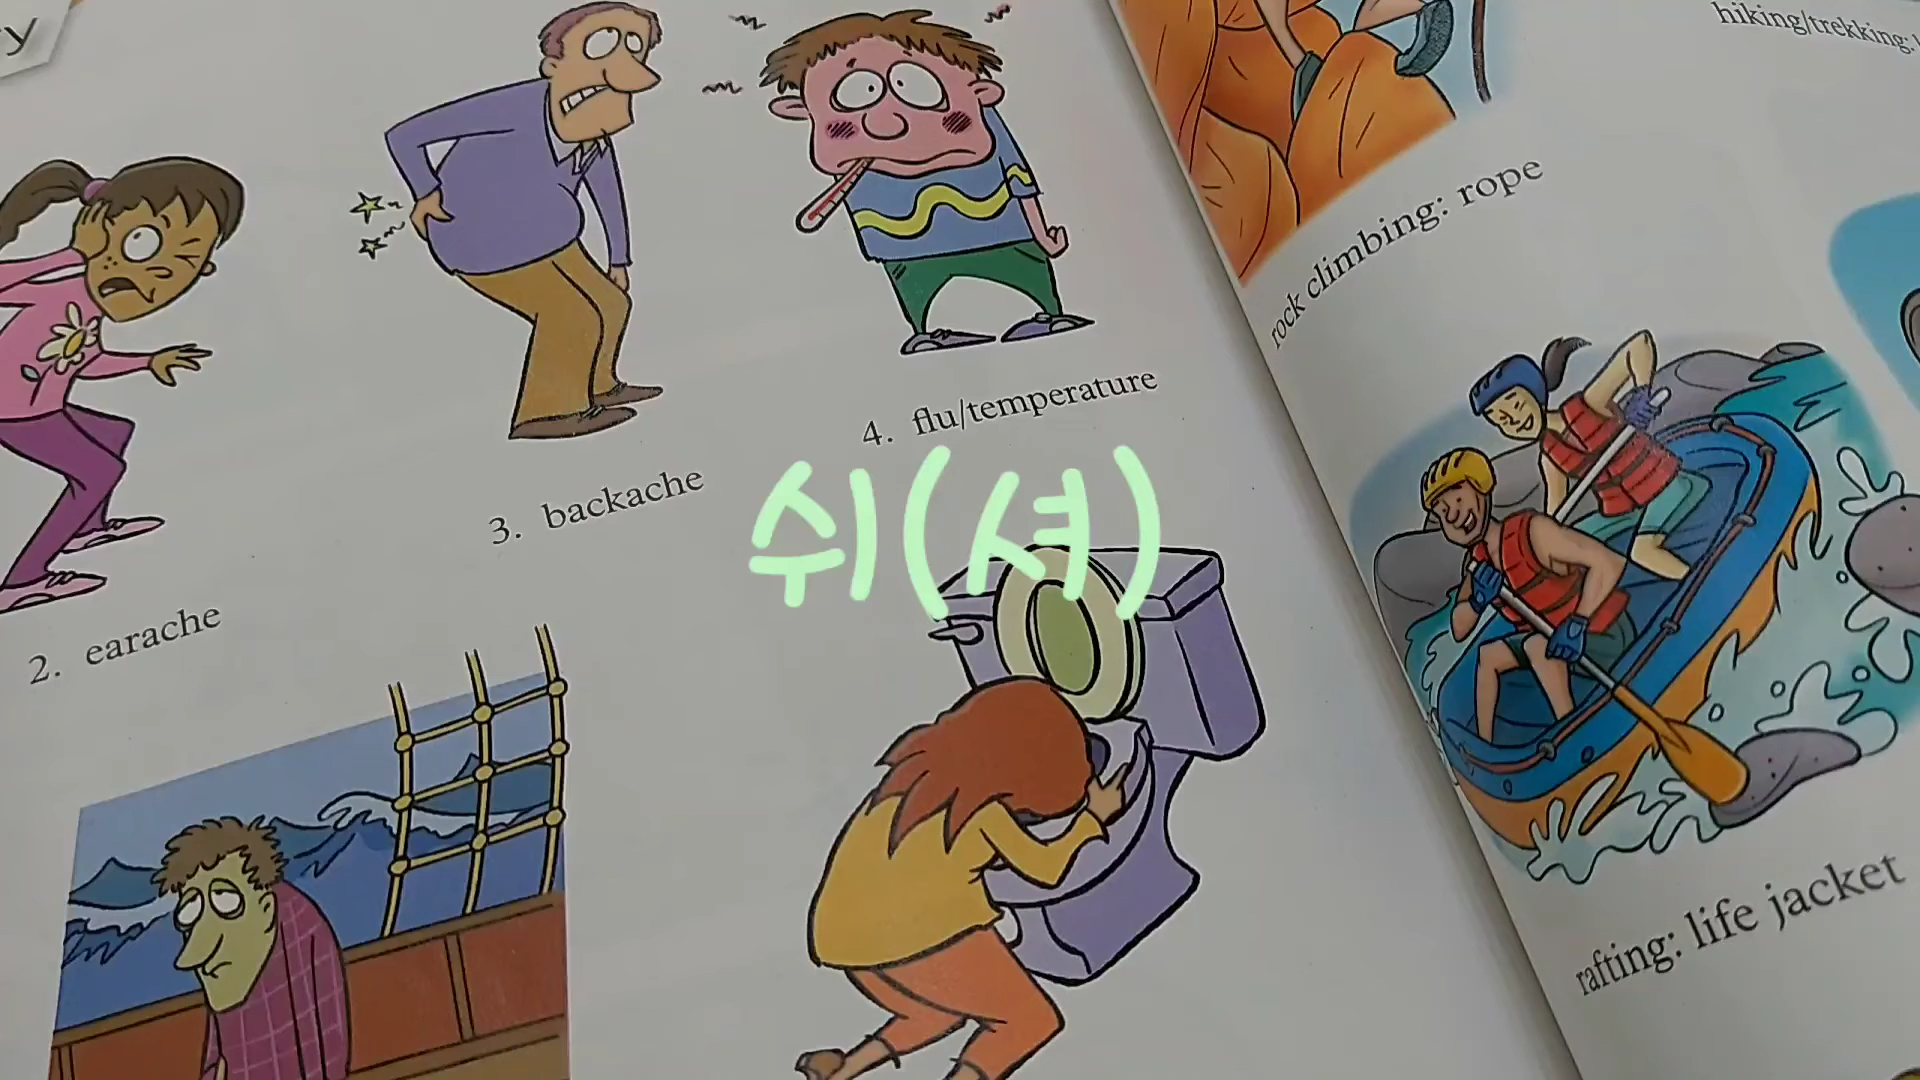 y
hiking/trekking:
rock climbing: rope
4. flu/temperature
3. backache
쉬(셔)
2. earache
rafting: life jacket